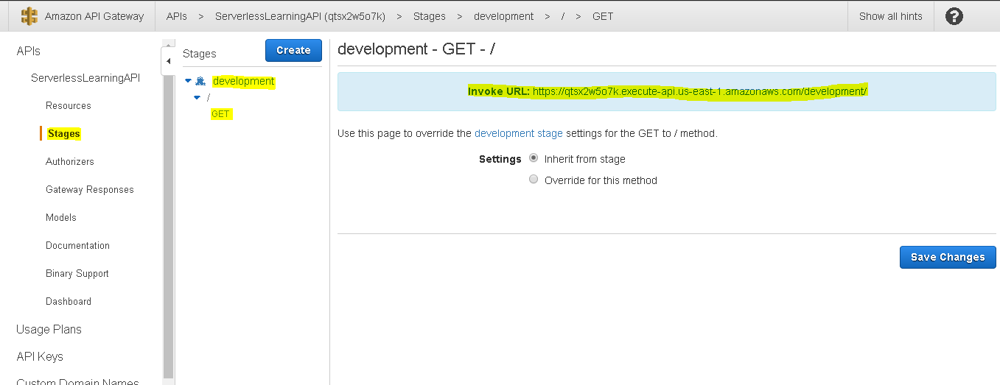 Amazon API Gateway
APIs > ServerlessLearningAPI (qtsx2w5o7k) > Stages > development > / > GET
Show all hints
?
APIs
ServerlessLearningAPI
Resources
Stages
Authorizers
Gateway Responses
Models
Documentation
Binary Support
Dashboard
Usage Plans
API Keys
Custom Domain Names
Stages
Create
development
/
GET
development - GET - /
Invoke URL: https://qtsx2w5o7k.execute-api.us-east-1.amazonaws.com/development/
Use this page to override the development stage settings for the GET to / method.
Settings Inherit from stage
Override for this method
Save Changes